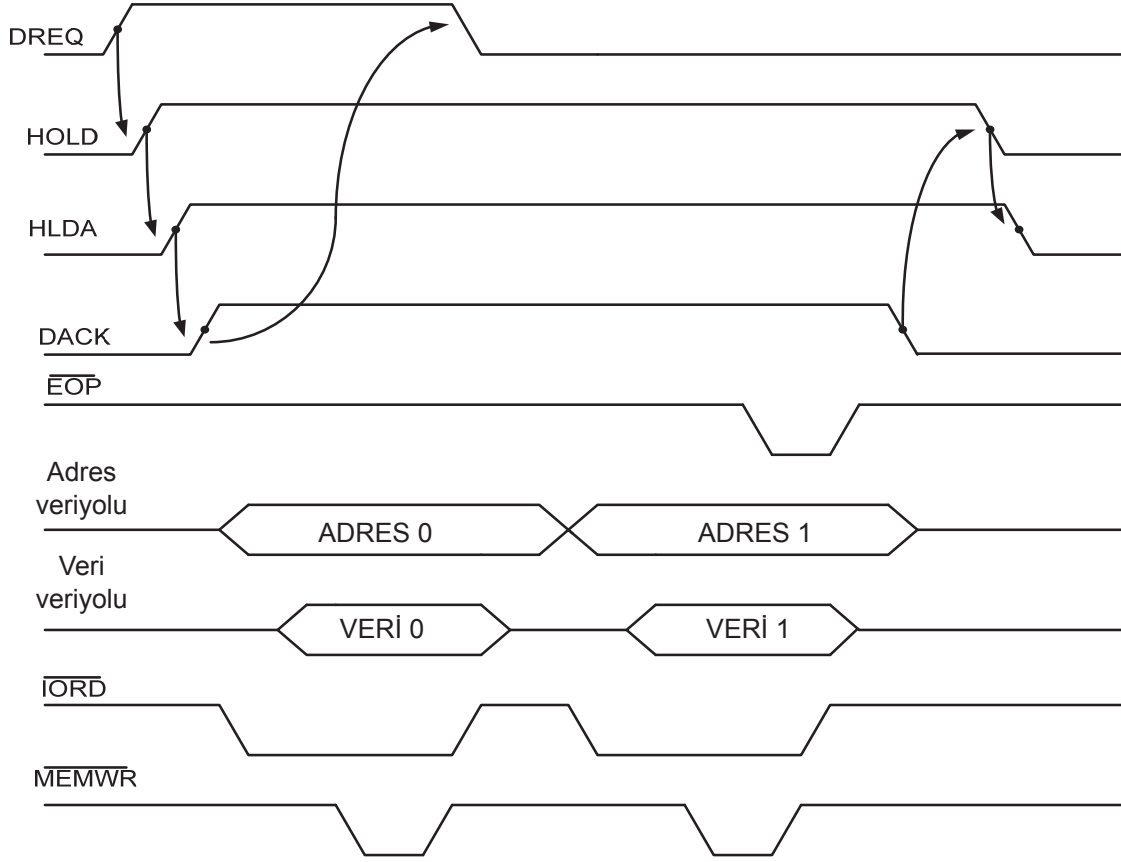 DREQ
HOLD
HLDA
DACK
EOP
Adres
veriyolu
ADRES 0
ADRES 1
Veri
veriyolu
VERİ 0
VERİ 1
IORD
MEMWR